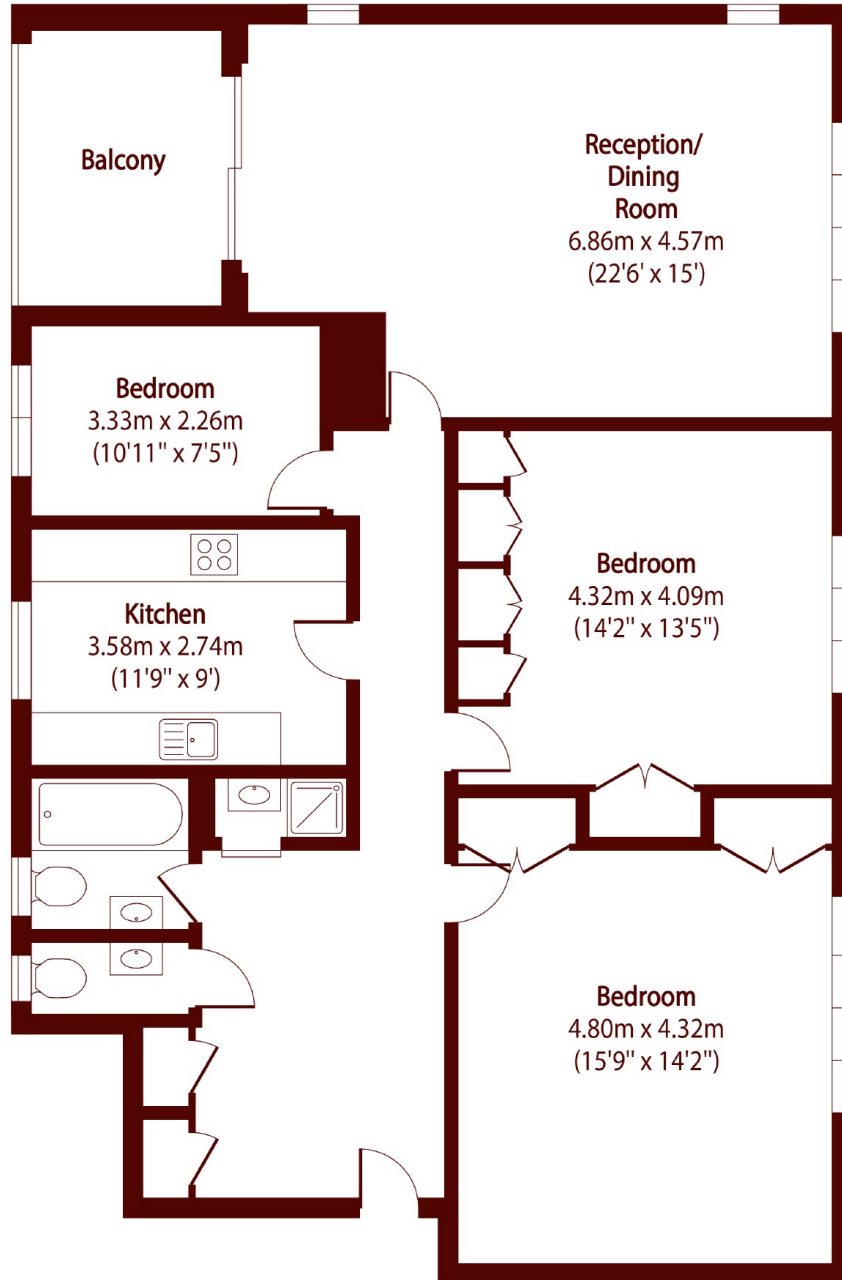 Balcony
Reception/
Dining
Room
6.86m x 4.57m
(22'6' x 15')
Bedroom
3.33m x 2.26m
(10'11" x 7'5")
Kitchen
3.58m x 2.74m
(11'9" x 9')
Bedroom
4.32m x 4.09m
(14'2" x 13'5")
Bedroom
4.80m x 4.32m
(15'9" x 14'2")